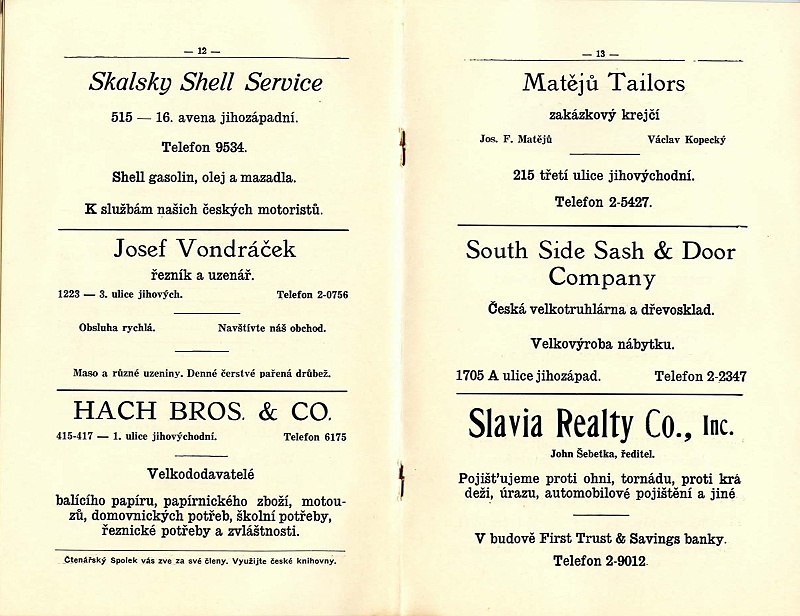 — 12 —
Skalsky Shell Service
515 — 16. avena jihozápadní.
Telefon 9534.
Shell gasolin, olej a mazadla.
K službám našich českých motoristů.
Josef Vondráček
řezník a uzenář.
1223 — 3. ulice jihových. Telefon 2-0756
Obsluha rychlá. Navštívte náš obchod.
Maso a různé uzeniny. Denné čerstvé pařená drůbež.
HACH BROS. & CO.
415-417 — 1. ulice jihovýchodní. Telefon 6175
Velkododavatelé
balícího papíru, papírnického zboží, motou-
zů, domovnických potřeb, školní potřeby,
řeznické potřeby a zvláštnosti.
Čtenářský Spolek vás zve za své členy. Využijte české knihovny.
— 13 —
Matějů Tailors
zakázkový krejčí
Jos. F. Matějů Václav Kopecký
215 třetí ulice jihovýchodní.
Telefon 2-5427.
South Side Sash & Door
Company
Česká velkotruhlárna a dřevosklad.
Velkovýroba nábytku.
1705 A ulice jihozápad. Telefon 2-2347
Slavia Realty Co., Inc.
John Šebetka, ředitel.
Pojišt'ujeme proti ohni, tornádu, proti krá
deži, úrazu, automobilové pojištění a jiné
V budově First Trust & Savings banky.
Telefon 2-9012.